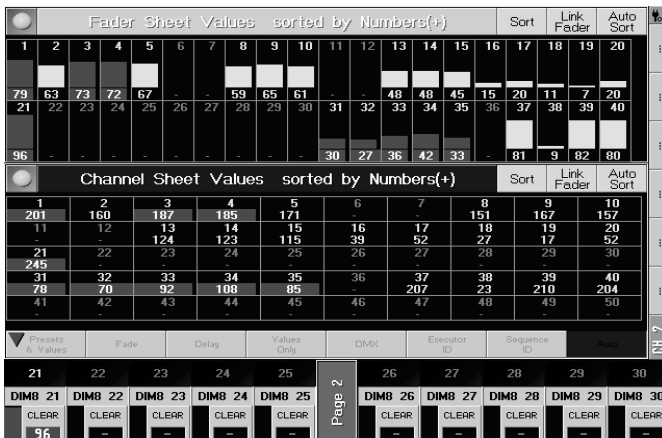 Fader Sheet Values sorted by Numbers(+) Sort Link Fader Auto Sort
1 2 3 4 5 6 7 8 9 10 11 12 13 14 15 16 17 18 19 20
79 63 73 72 67 - - 59 65 61 - - 48 48 45 15 20 11 7 20
21 22 23 24 25 26 27 28 29 30 31 32 33 34 35 36 37 38 39 40
96 - - - - - - - - - 30 27 36 42 33 - 81 9 82 80
Channel Sheet Values sorted by Numbers(+) Sort Link Fader Auto Sort
1 2 3 4 5 6 7 8 9 10
201 160 187 185 171 - - 151 167 157
11 12 13 14 15 16 17 18 19 20
- - 124 123 115 39 52 27 17 52
21 22 23 24 25 26 27 28 29 30
245 - - - - - - - - -
31 32 33 34 35 36 37 38 39 40
78 70 92 108 85 - 207 23 210 204
41 42 43 44 45 46 47 48 49 50
- - - - - - - - - -
Presets & Values Fade Delay Values Only DMX Executor ID Sequence ID Auto
CH 2
21 22 23 24 25 Page 2 26 27 28 29 30
DIM8 21 DIM8 22 DIM8 23 DIM8 24 DIM8 25 DIM8 26 DIM8 27 DIM8 28 DIM8 29 DIM8 30
CLEAR CLEAR CLEAR CLEAR CLEAR CLEAR CLEAR CLEAR CLEAR CLEAR
96 - - - - - - - - -